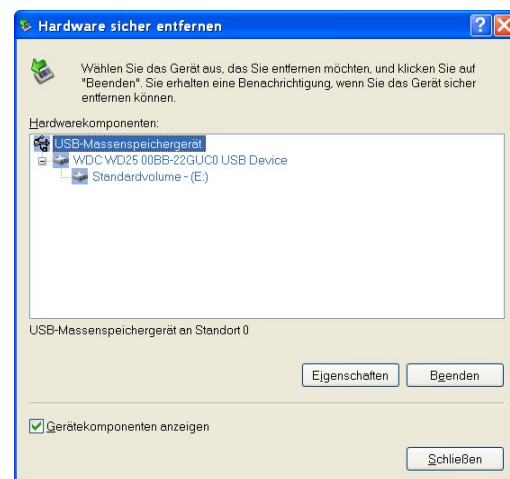 Hardware sicher entfernen
Wählen Sie das Gerät aus, das Sie entfernen möchten, und klicken Sie auf
"Beenden". Sie erhalten eine Benachrichtigung, wenn Sie das Gerät sicher
entfernen können.
Hardwarekomponenten:
USB-Massenspeichergerät
WDC WD25 00BB-22GUC0 USB Device
Standardvolume - (E:)
USB-Massenspeichergerät an Standort 0
Eigenschaften Beenden
Gerätekomponenten anzeigen
Schließen